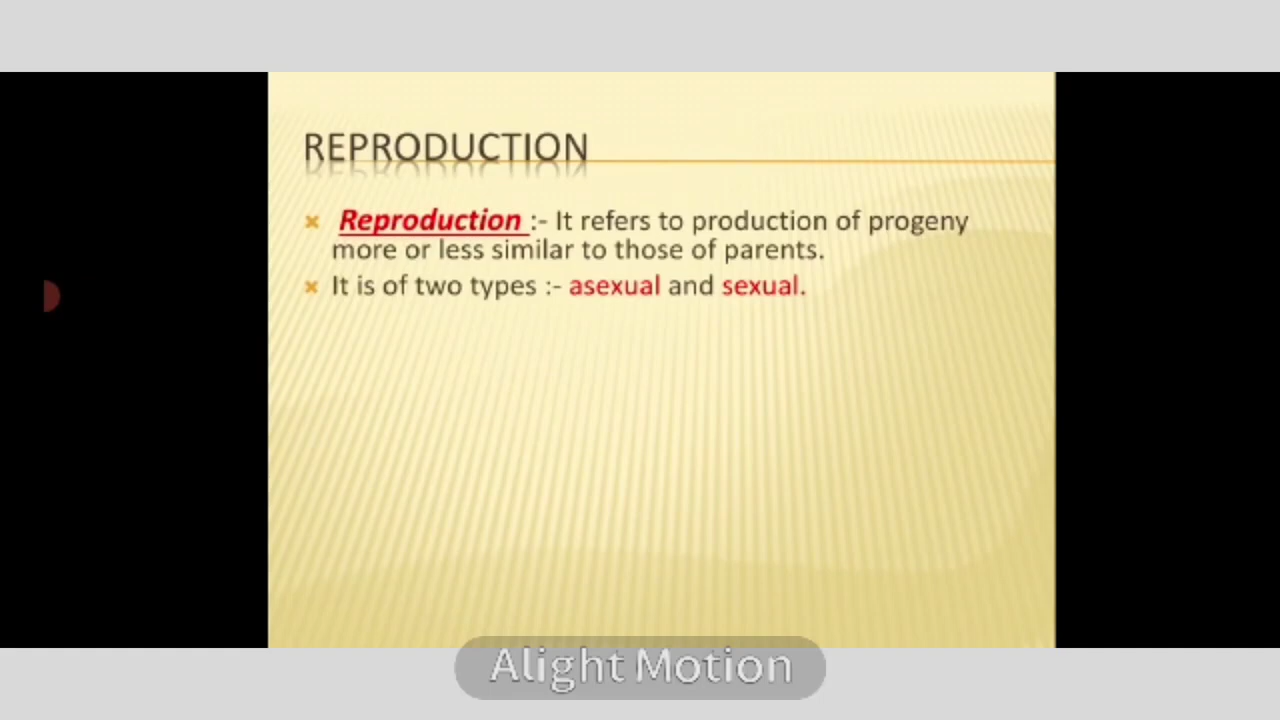 REPRODUCTION
Reproduction :- It refers to production of progeny
more or less similar to those of parents.
It is of two types :- asexual and sexual.
Alight Motion